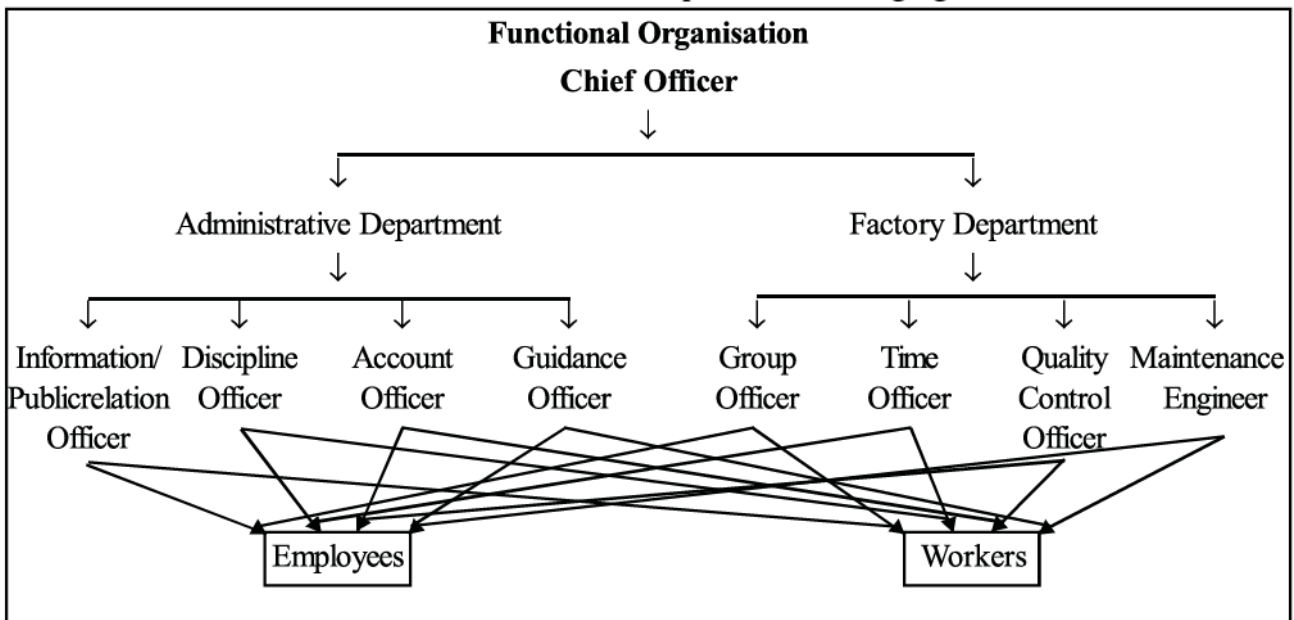 Functional Organisation
Chief Officer
Administrative Department Factory Department
Information/ Discipline Account Guidance Group Time Quality Maintenance
Publicrelation Officer Officer Officer Officer Officer Control Engineer
Officer Officer
Employees Workers